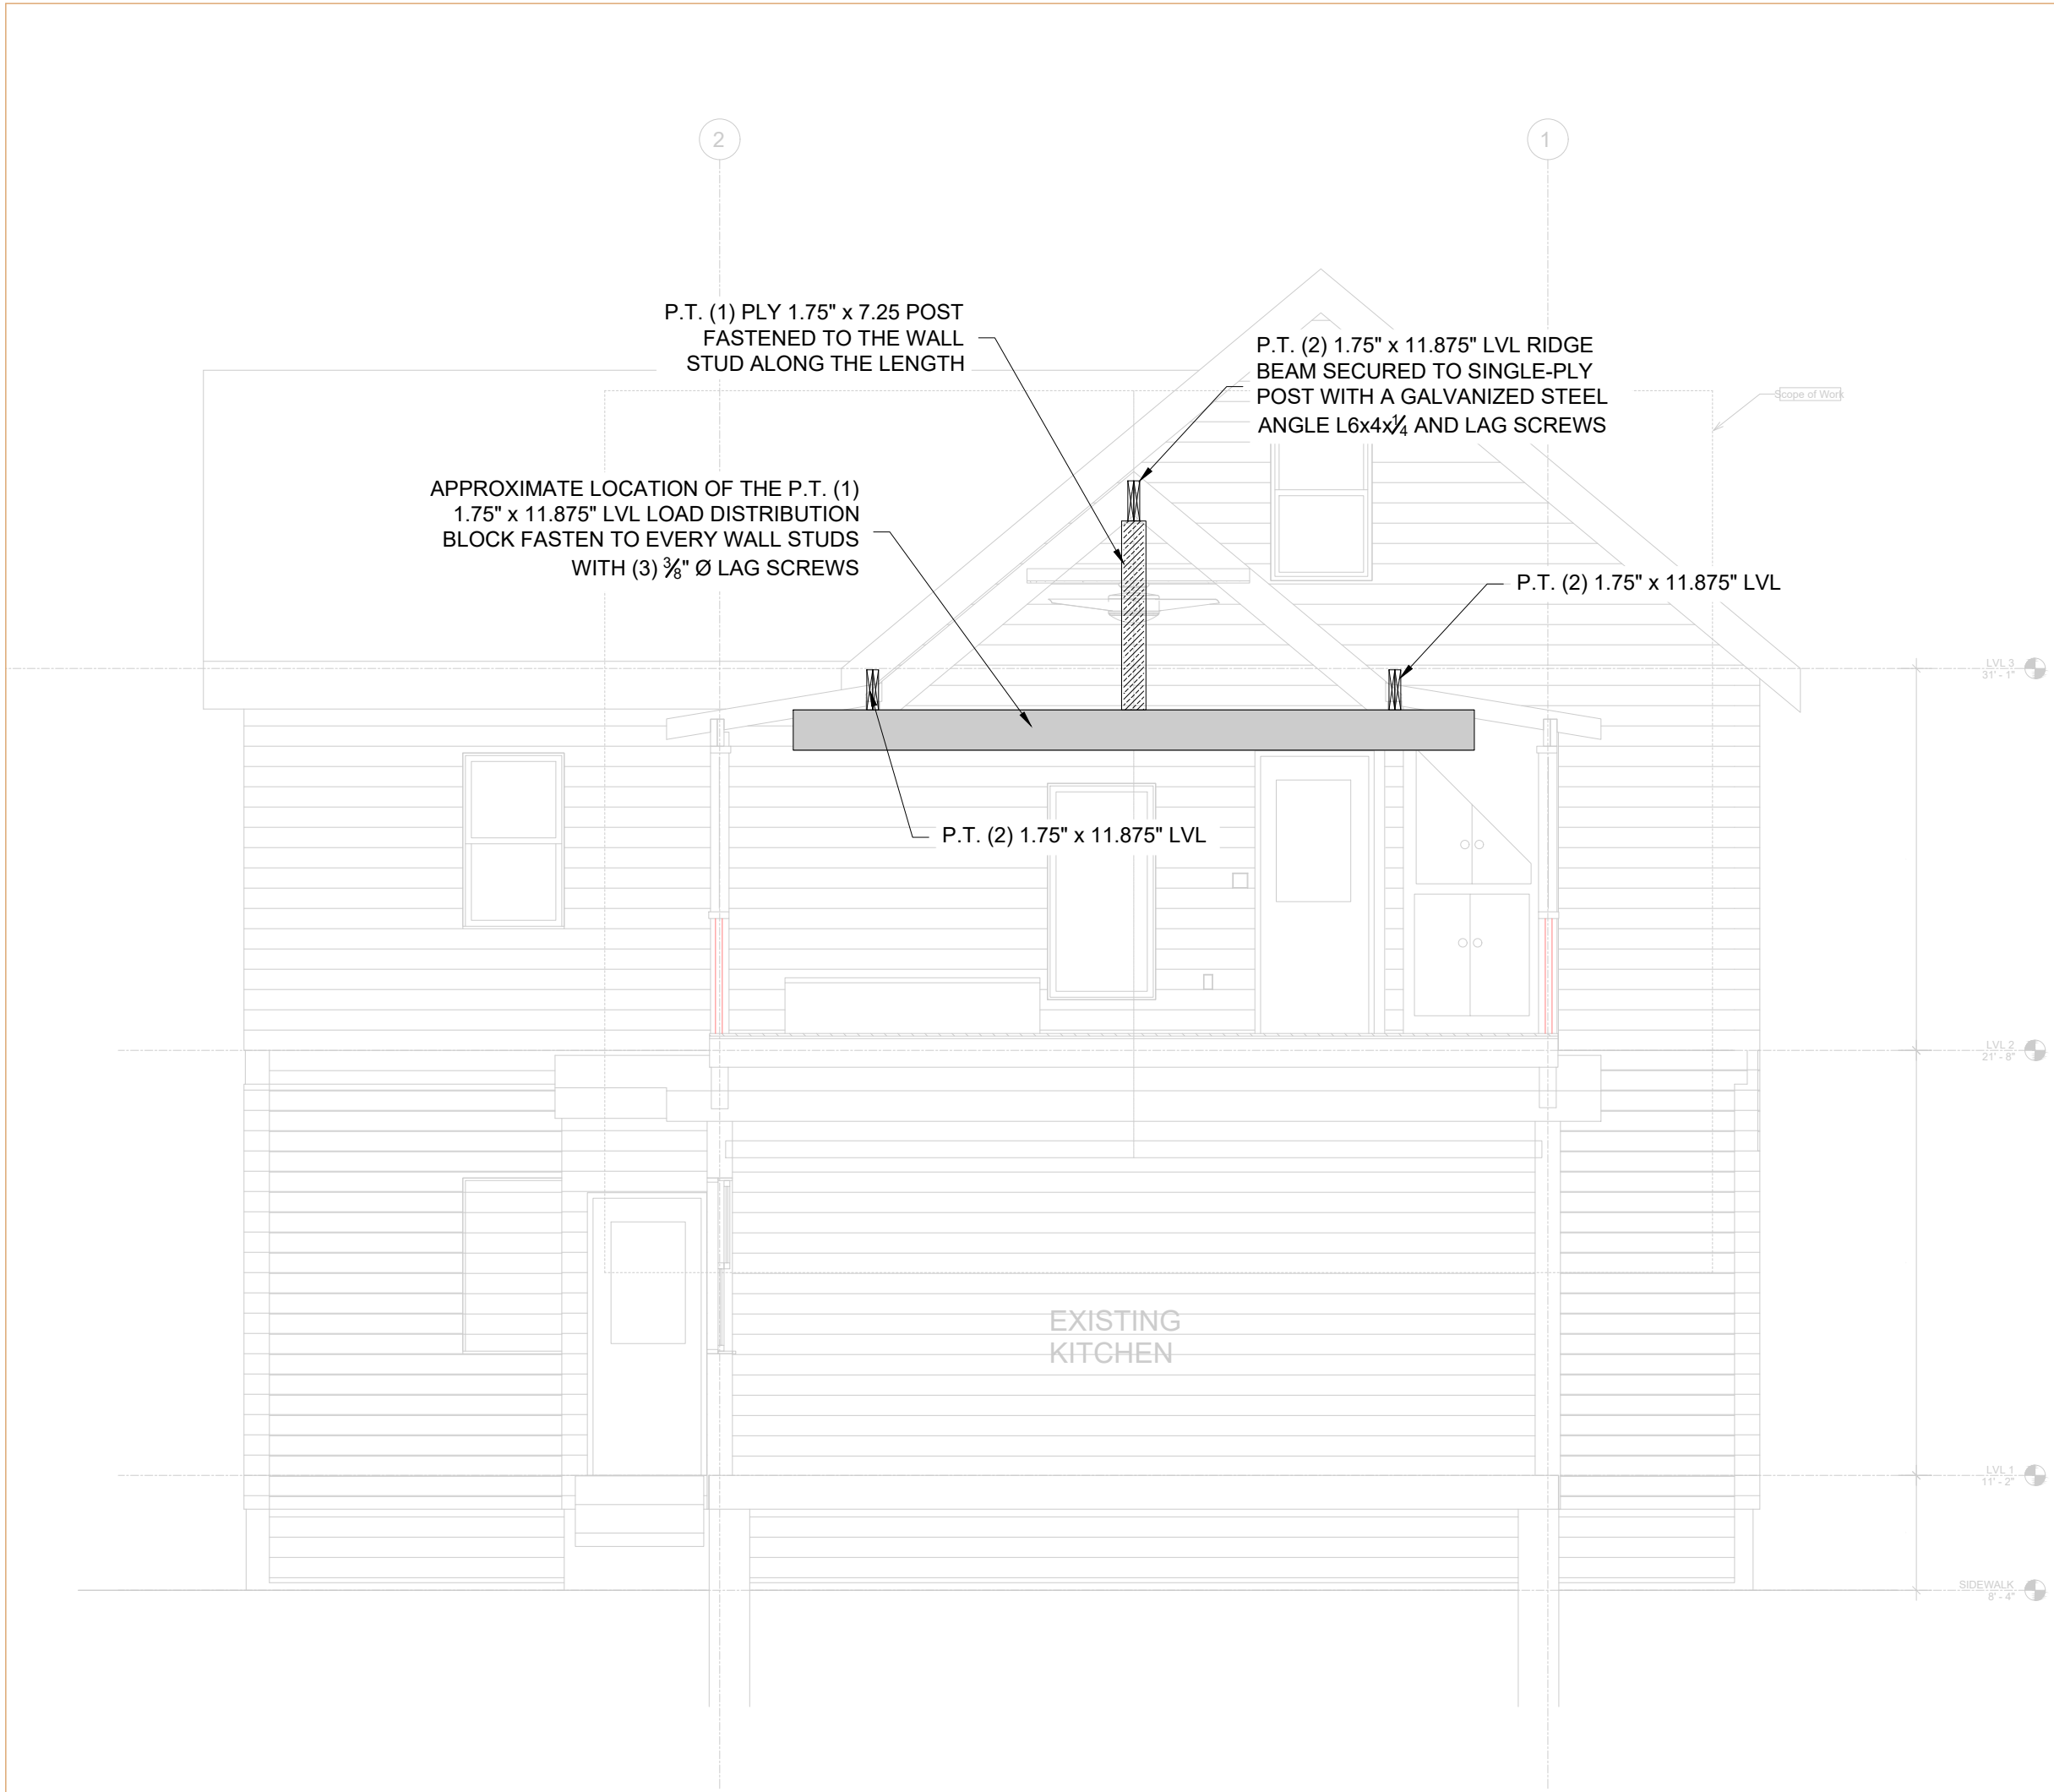 2
1
P.T. (1) PLY 1.75" x 7.25 POST
FASTENED TO THE WALL
STUD ALONG THE LENGTH
P.T. (2) 1.75" x 11.875" LVL RIDGE
BEAM SECURED TO SINGLE-PLY
POST WITH A GALVANIZED STEEL
ANGLE L6x4x1/4 AND LAG SCREWS
Scope of Work
APPROXIMATE LOCATION OF THE P.T. (1)
1.75" x 11.875" LVL LOAD DISTRIBUTION
BLOCK FASTEN TO EVERY WALL STUDS
WITH (3) 3/8" Ø LAG SCREWS
P.T. (2) 1.75" x 11.875" LVL
LVL 3
31' - 1"
P.T. (2) 1.75" x 11.875" LVL
LVL 2
21' - 8"
EXISTING
KITCHEN
LVL 1
11' - 2"
SIDEWALK
8' - 4"